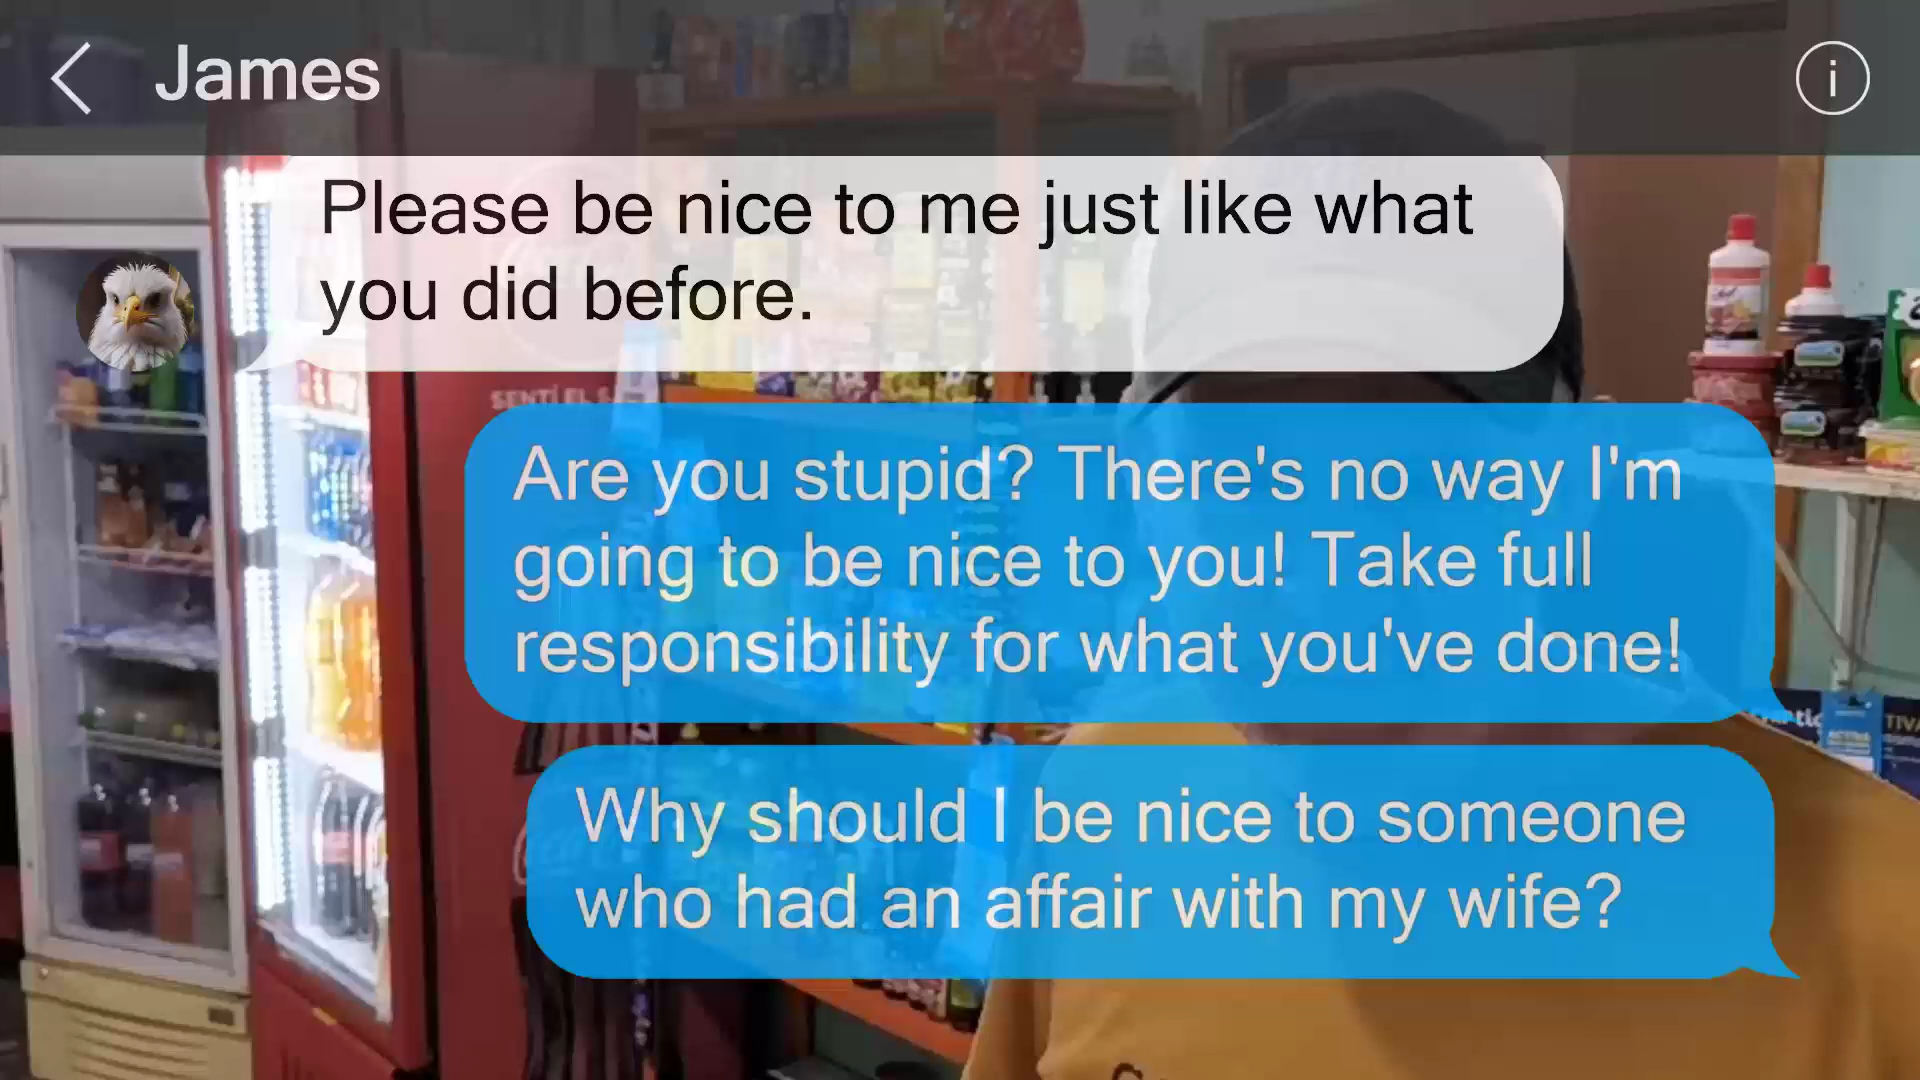 James
Please be nice to me just like what
you did before.
SENTÍ EL S
Are you stupid? There's no way I'm
going to be nice to you! Take full
responsibility for what you've done!
Why should I be nice to someone
who had an affair with my wife?